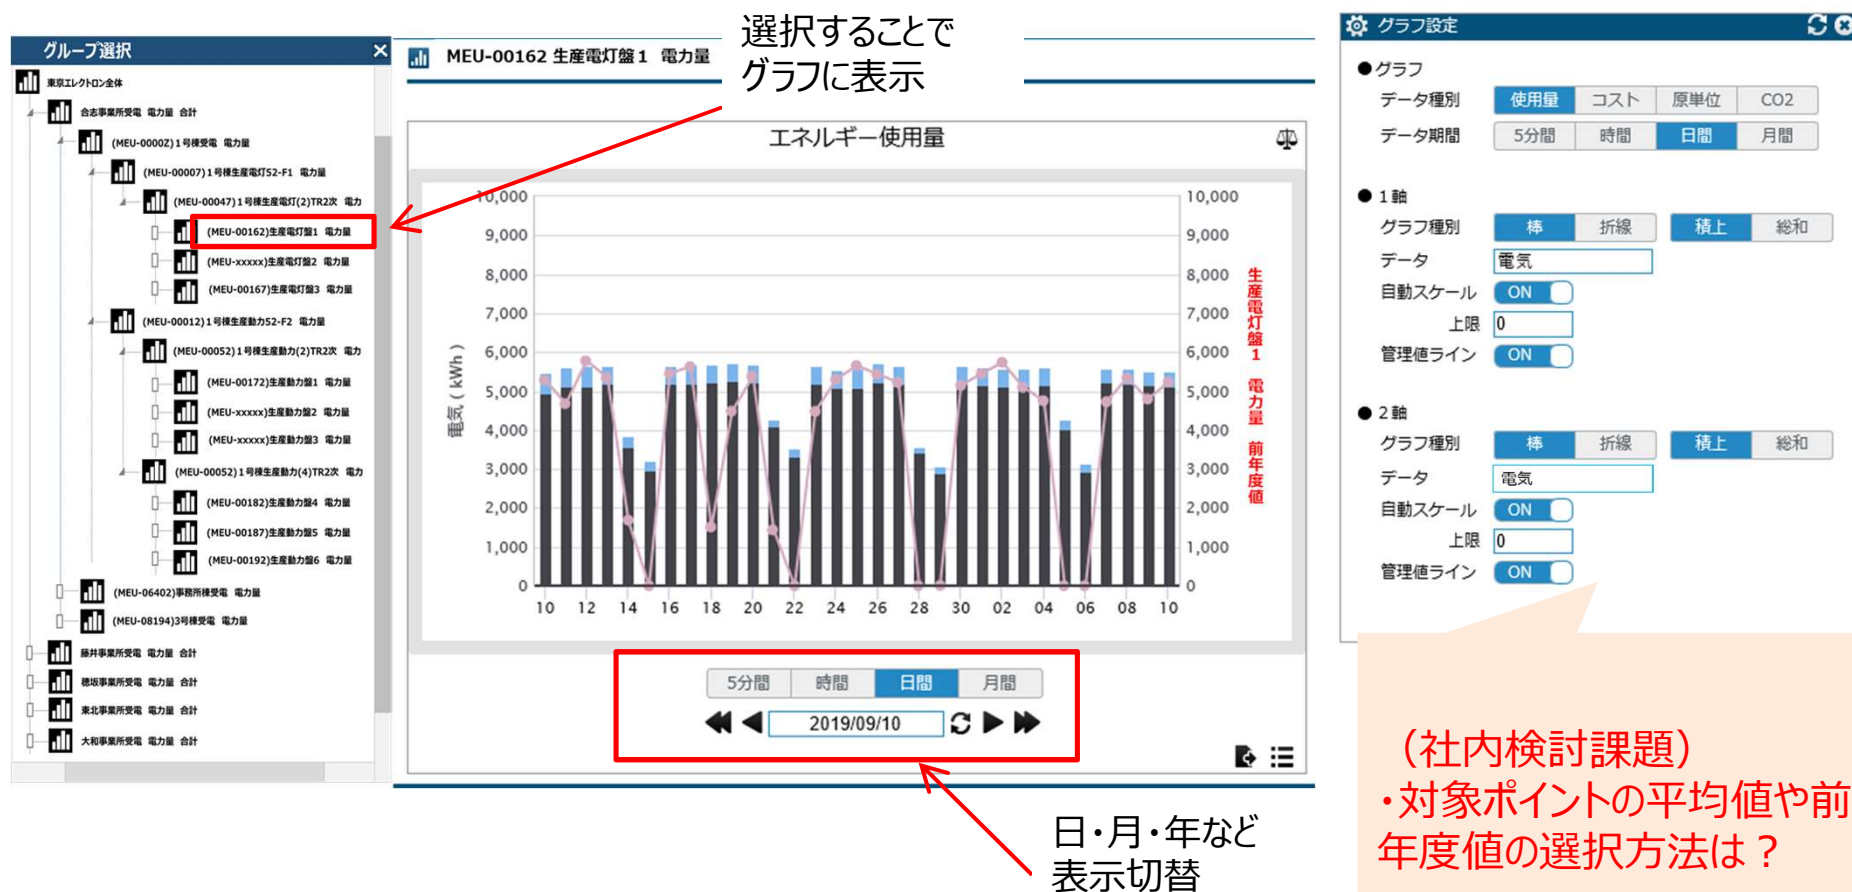 選択することで
グラフに表示
グループ選択
東京エレクトロン全体
合志事業所受電 電力量 合計
(MEU-0000Z)1号棟受電 電力量
(MEU-00007)1号棟生産電灯52-F1 電力量
(MEU-00047)1号棟生産電灯(2)TR2次 電力
(MEU-00162)生産電灯盤1 電力量
(MEU-xxxxx)生産電灯盤2 電力量
(MEU-00167)生産電灯盤3 電力量
(MEU-00012)1号棟生産動力52-F2 電力量
(MEU-00052)1号棟生産動力(2)TR2次 電力
(MEU-00172)生産動力盤1 電力量
(MEU-xxxxx)生産動力盤2 電力量
(MEU-xxxxx)生産動力盤3 電力量
(MEU-00052)1号棟生産動力(4)TR2次 電力
(MEU-00182)生産動力盤4 電力量
(MEU-00187)生産動力盤5 電力量
(MEU-00192)生産動力盤6 電力量
(MEU-06402)事務所棟受電 電力量
(MEU-08194)3号棟受電 電力量
藤井事業所受電 電力量 合計
穂坂事業所受電 電力量 合計
東北事業所受電 電力量 合計
大和事業所受電 電力量 合計
MEU-00162 生産電灯盤1 電力量
エネルギー使用量
10,000 10,000
9,000 9,000
8,000 8,000
7,000 7,000
6,000 6,000
5,000 5,000
4,000 4,000
3,000 3,000
2,000 2,000
1,000 1,000
0 0
電気 ( kWh )
生産電灯盤1 電力量 前年度値
10 12 14 16 18 20 22 24 26 28 30 02 04 06 08 10
5分間 時間 日間 月間
2019/09/10
日・月・年など
表示切替
グラフ設定
●グラフ
データ種別 使用量 コスト 原単位 CO2
データ期間 5分間 時間 日間 月間
●1軸
グラフ種別 棒 折線 積上 総和
データ 電気
自動スケール ON
上限 0
管理値ライン ON
●2軸
グラフ種別 棒 折線 積上 総和
データ 電気
自動スケール ON
上限 0
管理値ライン ON
（社内検討課題）
・対象ポイントの平均値や前
年度値の選択方法は？